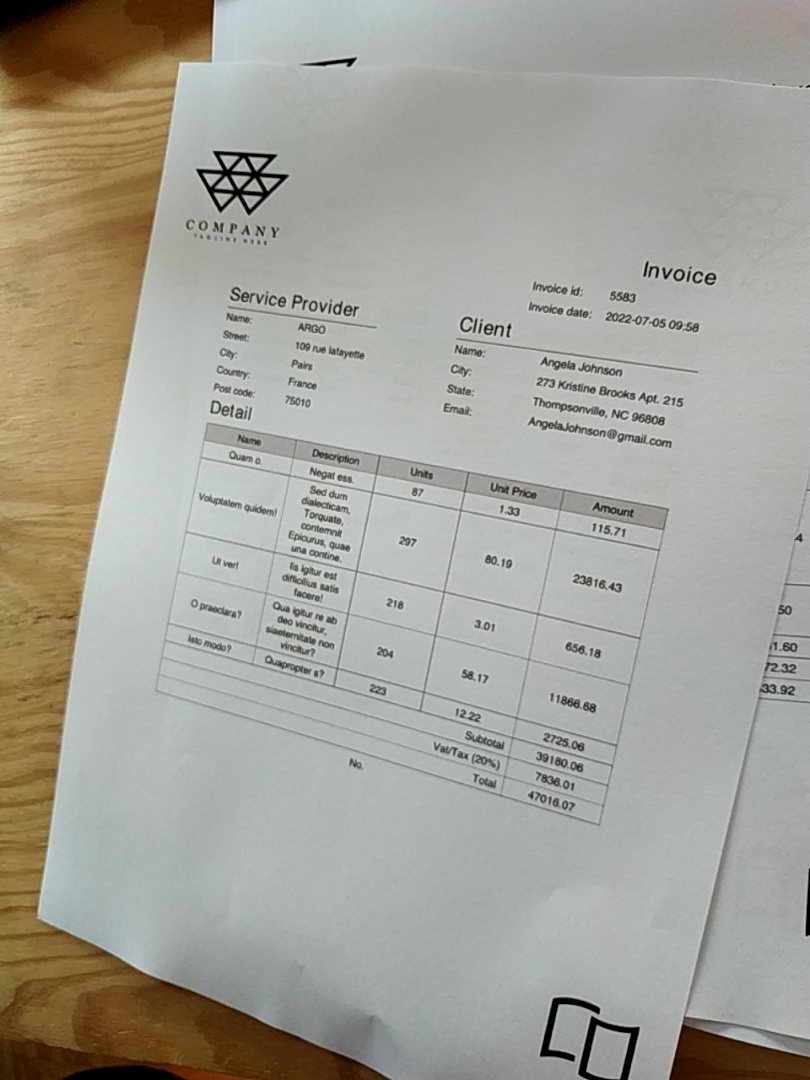 COMPANY
TAGLINE HERE
Invoice
Invoice id: 5583
Invoice date: 2022-07-05 09:58
Service Provider
Name: ARGO
Street: 109 rue lafayette
City: Pairs
Country: France
Post code: 75010
Client
Name: Angela Johnson
City: 273 Kristine Brooks Apt. 215
State: Thompsonville, NC 96808
Email: AngelaJohnson@gmail.com
Detail
Name Description Units Unit Price Amount
Quam o. Negat ess. 87 1.33 115.71
Voluptatem quidem! Sed dum
dialecticam,
Torquate,
contemnit
Epicurus, quae
una contine. 297 80.19 23816.43
Ut ver! Iis igitur est
difficilius satis
facere! 218 3.01 656.18
O praeclara? Qua igitur re ab
deo vincitur,
siaeternitate non
vincitur? 204 58.17 11866.68
Isto modo? Quapropter s? 223 12.22 2725.06
Subtotal 39180.06
Vat/Tax (20%) 7836.01
Total 47016.07
No.
4
50
1.60
72.32
33.92